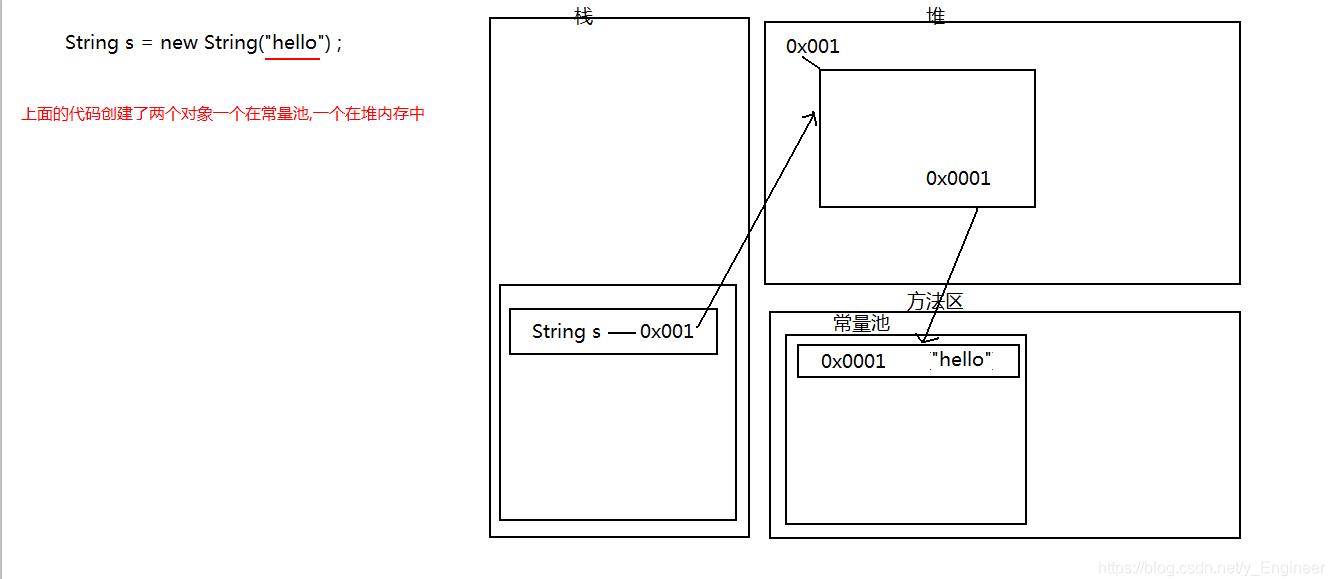 String s = new String("hello") ;
上面的代码创建了两个对象一个在常量池,一个在堆内存中
栈
String s — 0x001
堆
0x001
0x0001
方法区
常量池
0x0001 "hello"
https://blog.csdn.net/y_Engineer